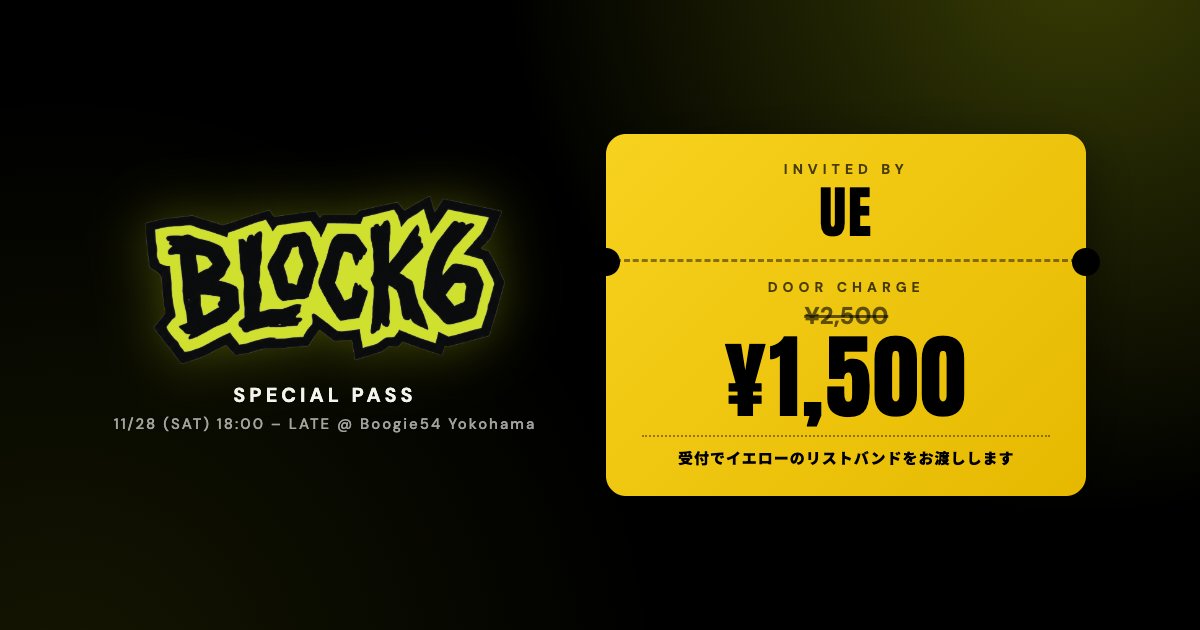 BLOCK6
SPECIAL PASS
11/28 (SAT) 18:00 – LATE @ Boogie54 Yokohama
INVITED BY
UE
DOOR CHARGE
¥2,500
¥1,500
受付でイエローのリストバンドをお渡しします